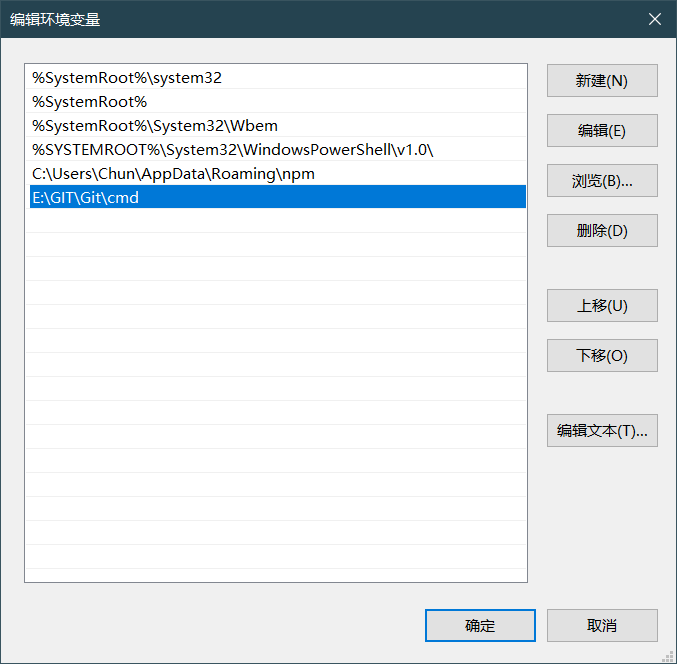 编辑环境变量
%SystemRoot%\system32
%SystemRoot%
%SystemRoot%\System32\Wbem
%SYSTEMROOT%\System32\WindowsPowerShell\v1.0\
C:\Users\Chun\AppData\Roaming\npm
E:\GIT\Git\cmd
新建(N)
编辑(E)
浏览(B)...
删除(D)
上移(U)
下移(O)
编辑文本(T)...
确定
取消